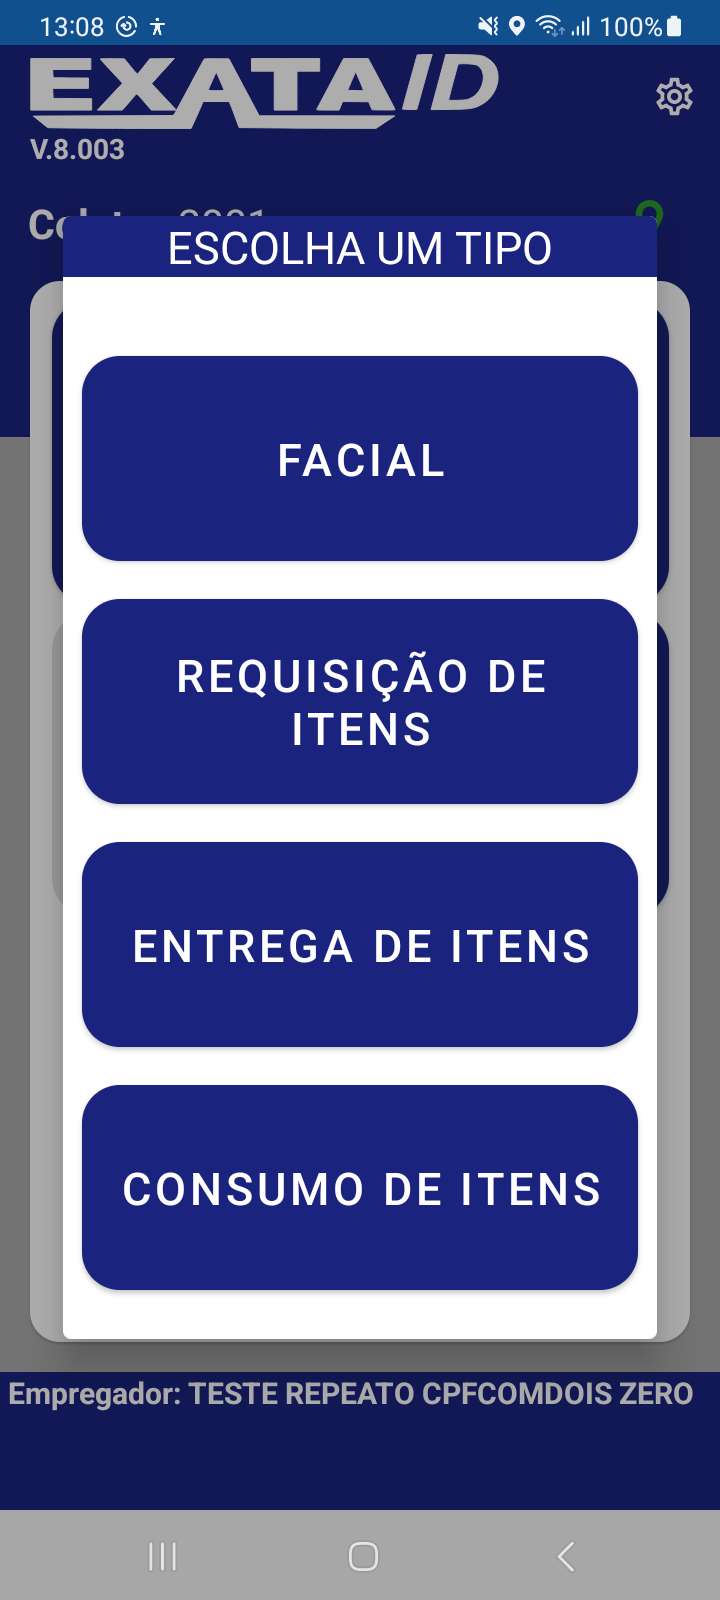 13:08
100%
EXATAID
V.8.003
ESCOLHA UM TIPO
FACIAL
REQUISIÇÃO DE
ITENS
ENTREGA DE ITENS
CONSUMO DE ITENS
Empregador: TESTE REPEATO CPFCOMDOIS ZERO